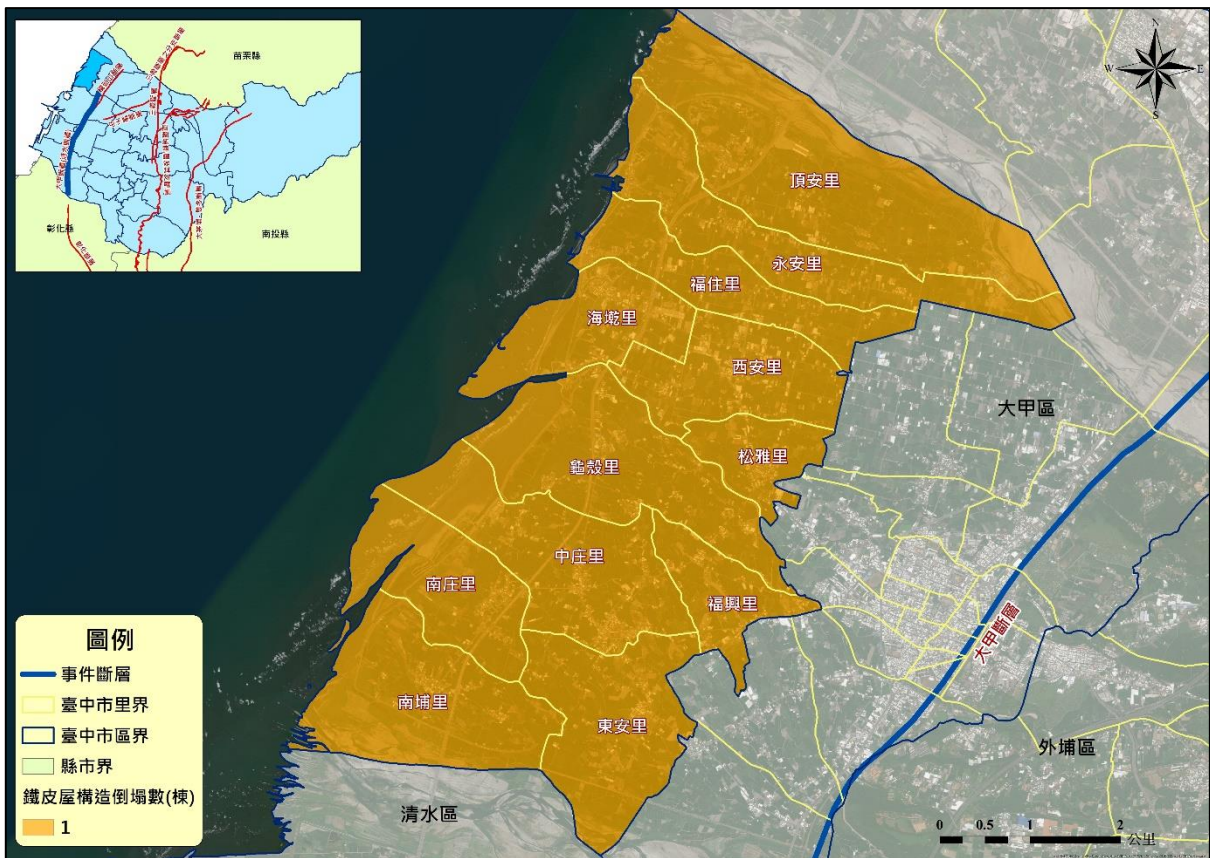 苗栗縣
彰化縣
南投縣
N
W
E
S
頂安里
永安里
福住里
海墘里
西安里
大甲區
松雅里
龜殼里
中庄里
南庄里
福興里
大甲斷層
南埔里
東安里
外埔區
清水區
圖例
事件斷層
臺中市里界
臺中市區界
縣市界
鐵皮屋構造倒塌數(棟)
1
0 0.5 1 2
公里